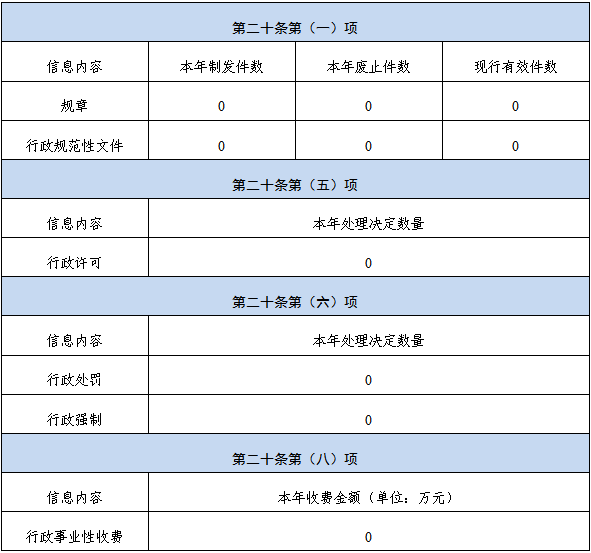 第二十条第（一）项
信息内容 本年制发件数 本年废止件数 现行有效件数
规章 0 0 0
行政规范性文件 0 0 0
第二十条第（五）项
信息内容 本年处理决定数量
行政许可 0
第二十条第（六）项
信息内容 本年处理决定数量
行政处罚 0
行政强制 0
第二十条第（八）项
信息内容 本年收费金额（单位：万元）
行政事业性收费 0